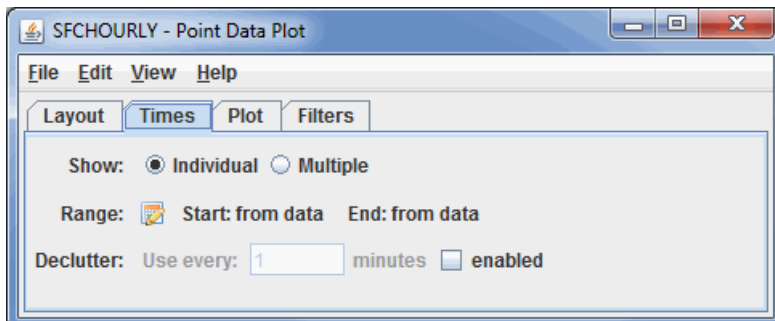 SFCHOURLY - Point Data Plot
File Edit View Help
Layout Times Plot Filters
Show: Individual Multiple
Range: Start: from data End: from data
Declutter: Use every: 1 minutes enabled